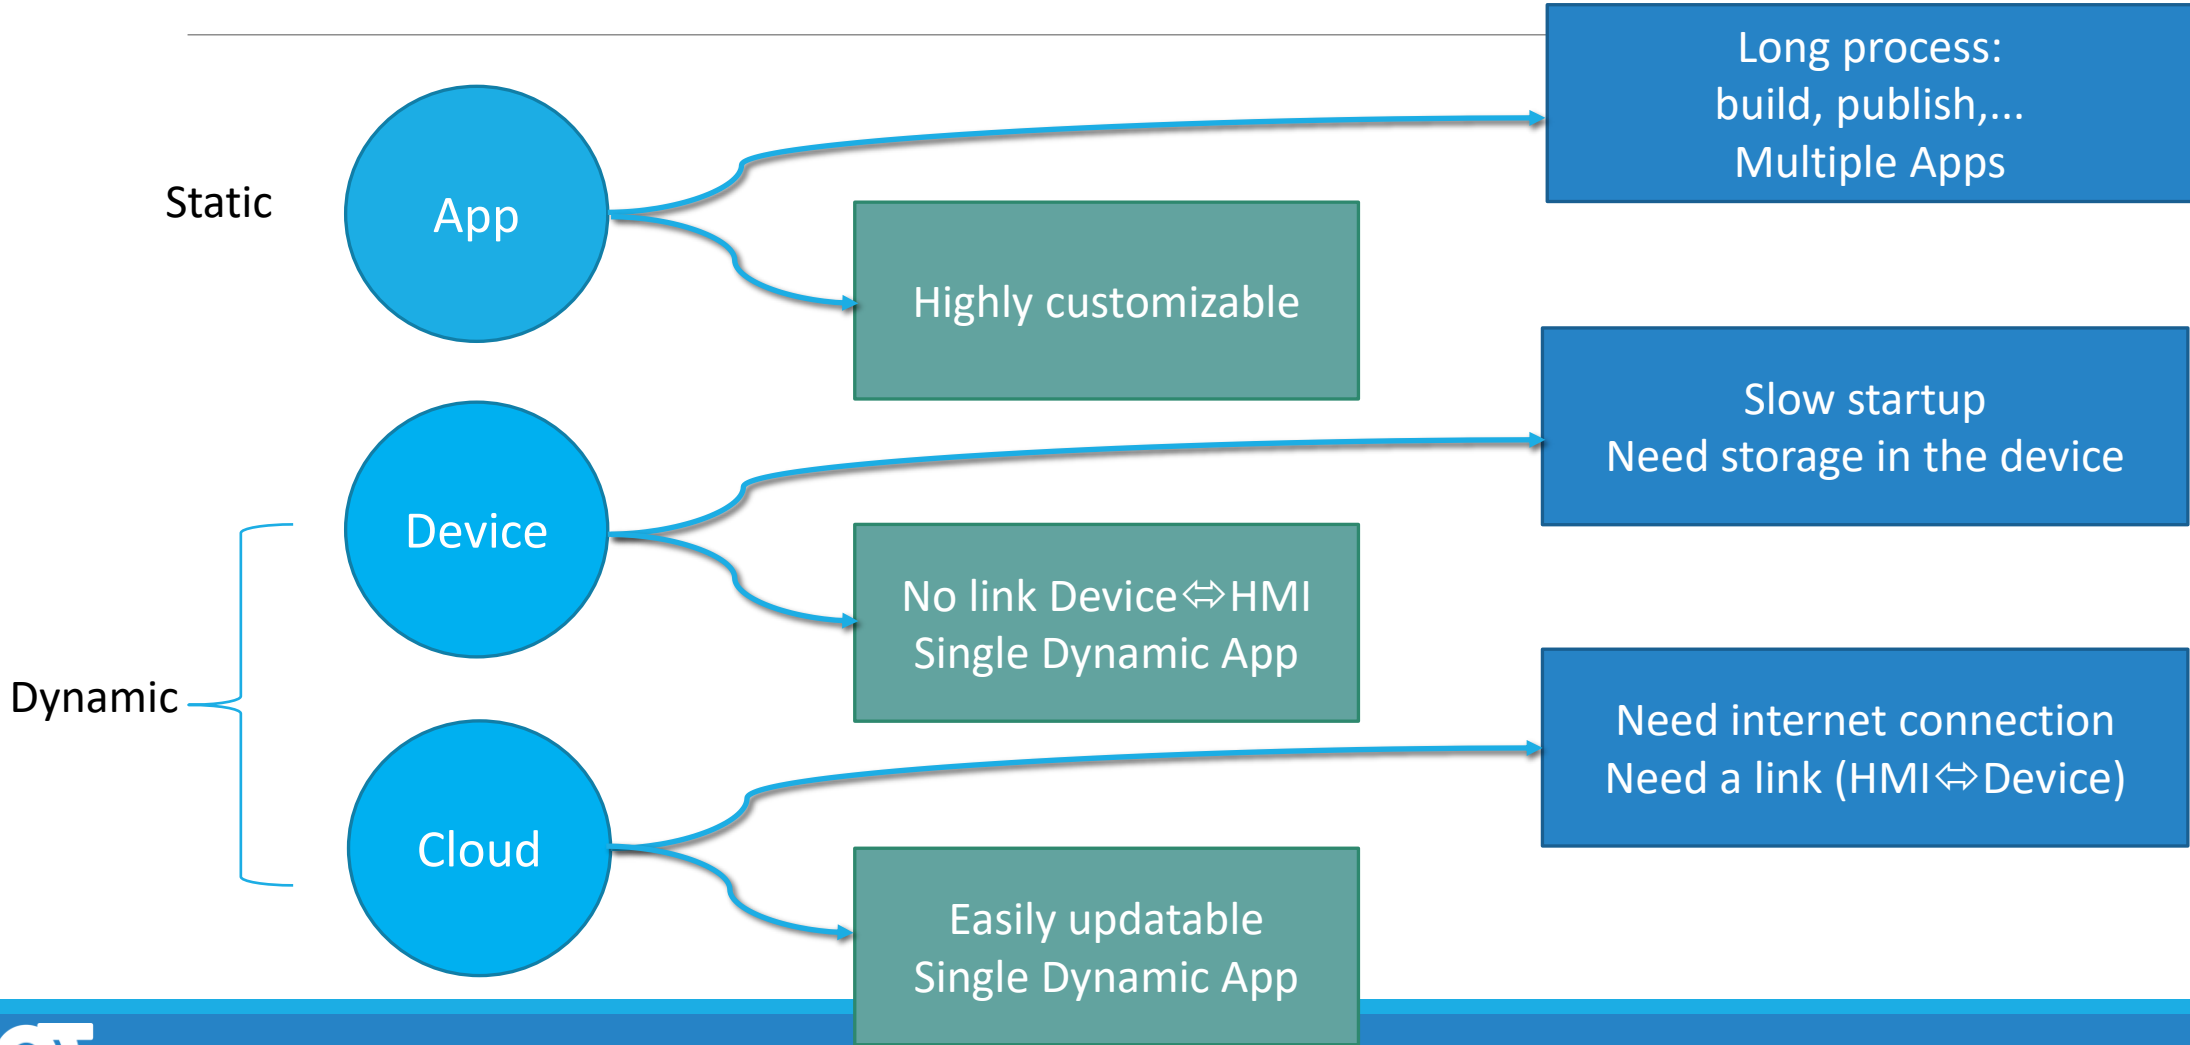 Long process:
build, publish,...
Multiple Apps
Static
App
Highly customizable
Slow startup
Need storage in the device
Device
No link Device⬄HMI
Single Dynamic App
Dynamic
Need internet connection
Need a link (HMI⬄Device)
Cloud
Easily updatable
Single Dynamic App